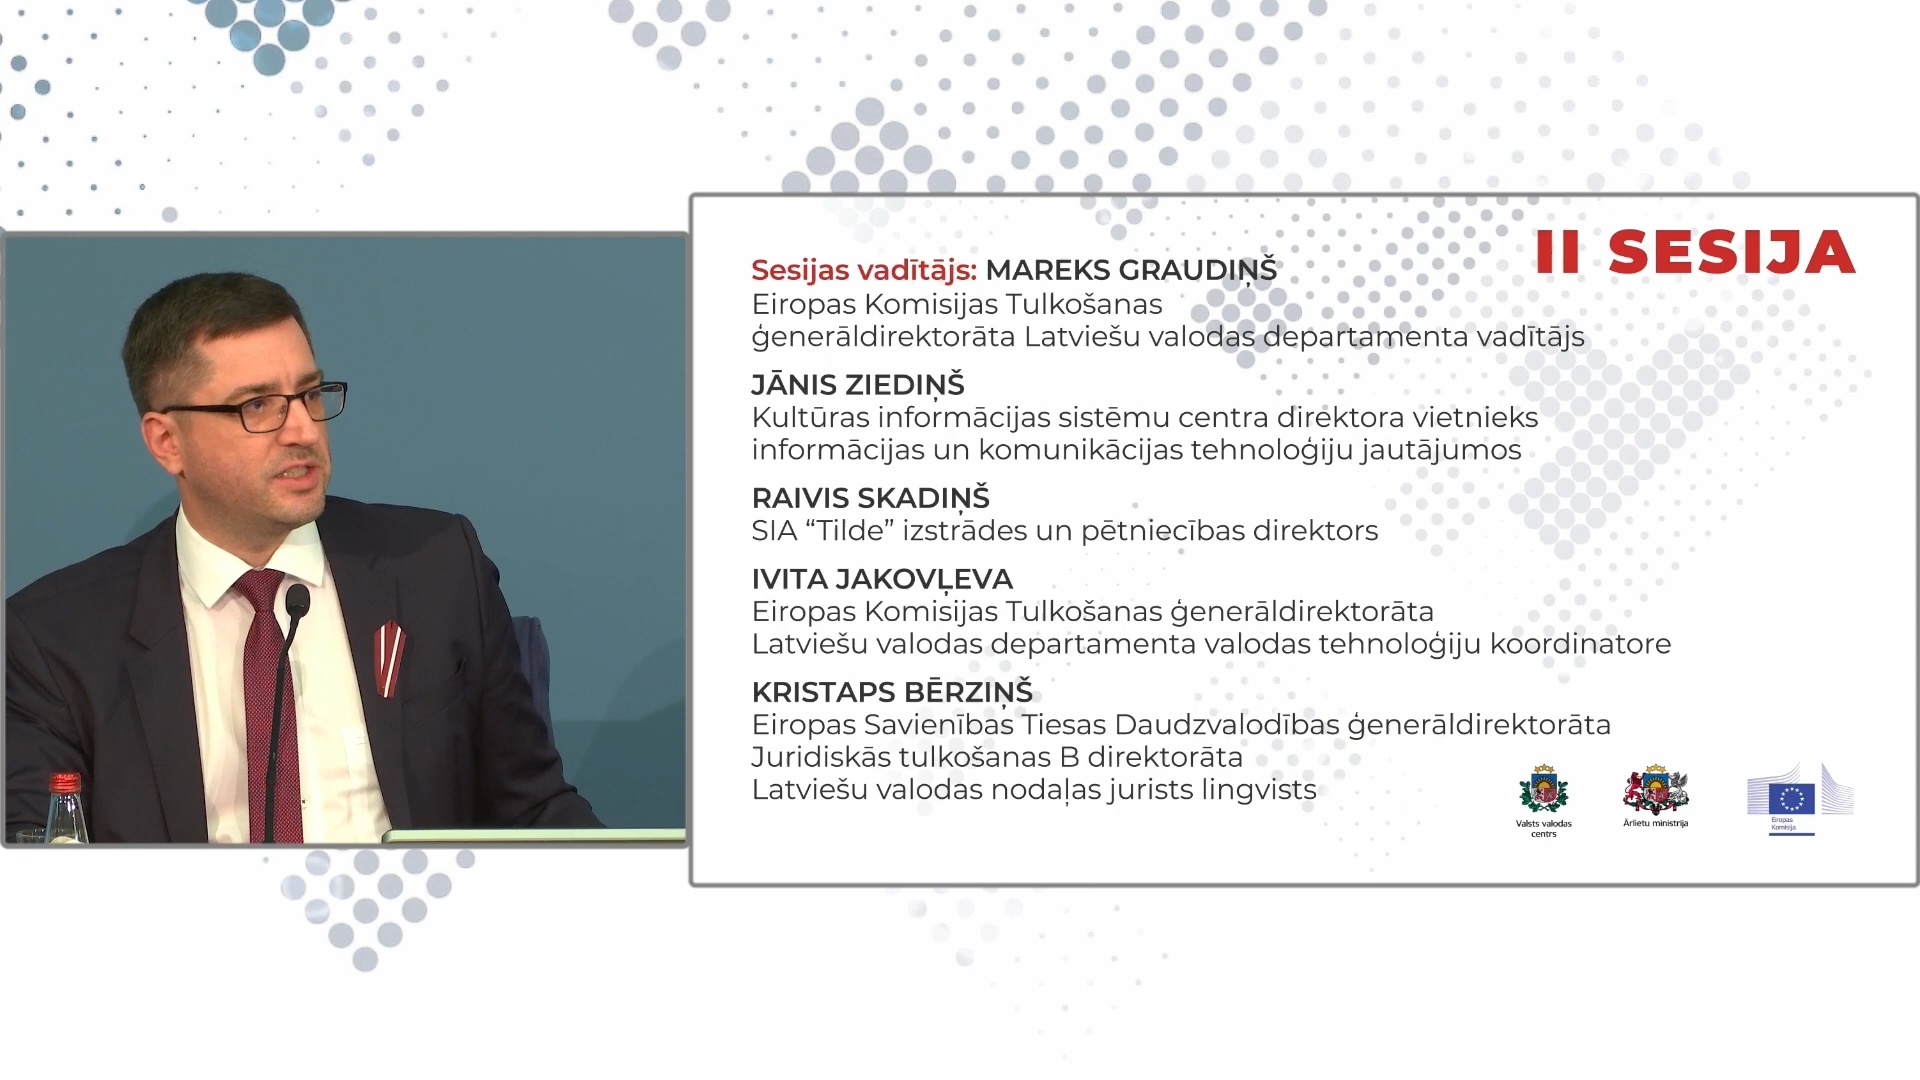 II SESIJA
Sesijas vadītājs: MAREKS GRAUDIŅŠ
Eiropas Komisijas Tulkošanas
ģenerāldirektorāta Latviešu valodas departamenta vadītājs
JĀNIS ZIEDIŅŠ
Kultūras informācijas sistēmu centra direktora vietnieks
informācijas un komunikācijas tehnoloģiju jautājumos
RAIVIS SKADIŅŠ
SIA “Tilde” izstrādes un pētniecības direktors
IVITA JAKOVĻEVA
Eiropas Komisijas Tulkošanas ģenerāldirektorāta
Latviešu valodas departamenta valodas tehnoloģiju koordinatore
KRISTAPS BĒRZIŅŠ
Eiropas Savienības Tiesas Daudzvalodības ģenerāldirektorāta
Juridiskās tulkošanas B direktorāta
Latviešu valodas nodaļas jurists lingvists
Valsts valodas
centrs
Ārlietu ministrija
Eiropas
Komisija